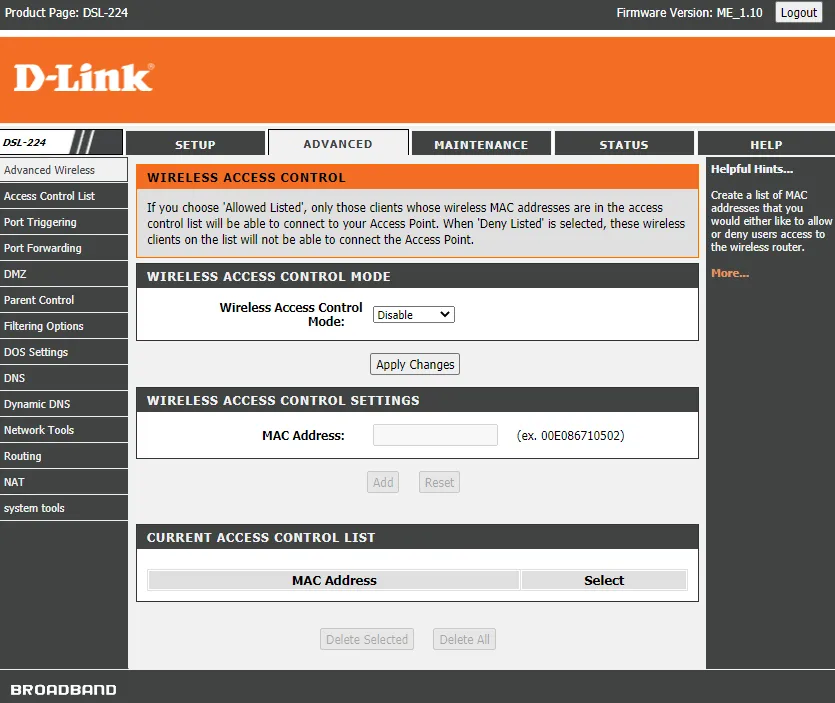 Product Page: DSL-224
Firmware Version: ME_1.10
Logout
D-Link®
DSL-224
SETUP
ADVANCED
MAINTENANCE
STATUS
HELP
Advanced Wireless
Access Control List
Port Triggering
Port Forwarding
DMZ
Parent Control
Filtering Options
DOS Settings
DNS
Dynamic DNS
Network Tools
Routing
NAT
system tools
WIRELESS ACCESS CONTROL
If you choose 'Allowed Listed', only those clients whose wireless MAC addresses are in the access
control list will be able to connect to your Access Point. When 'Deny Listed' is selected, these wireless
clients on the list will not be able to connect the Access Point.
WIRELESS ACCESS CONTROL MODE
Wireless Access Control
Mode:
Disable
Apply Changes
WIRELESS ACCESS CONTROL SETTINGS
MAC Address:
(ex. 00E086710502)
Add
Reset
CURRENT ACCESS CONTROL LIST
MAC Address
Select
Delete Selected
Delete All
Helpful Hints...
Create a list of MAC
addresses that you
would either like to allow
or deny users access to
the wireless router.
More...
BROADBAND